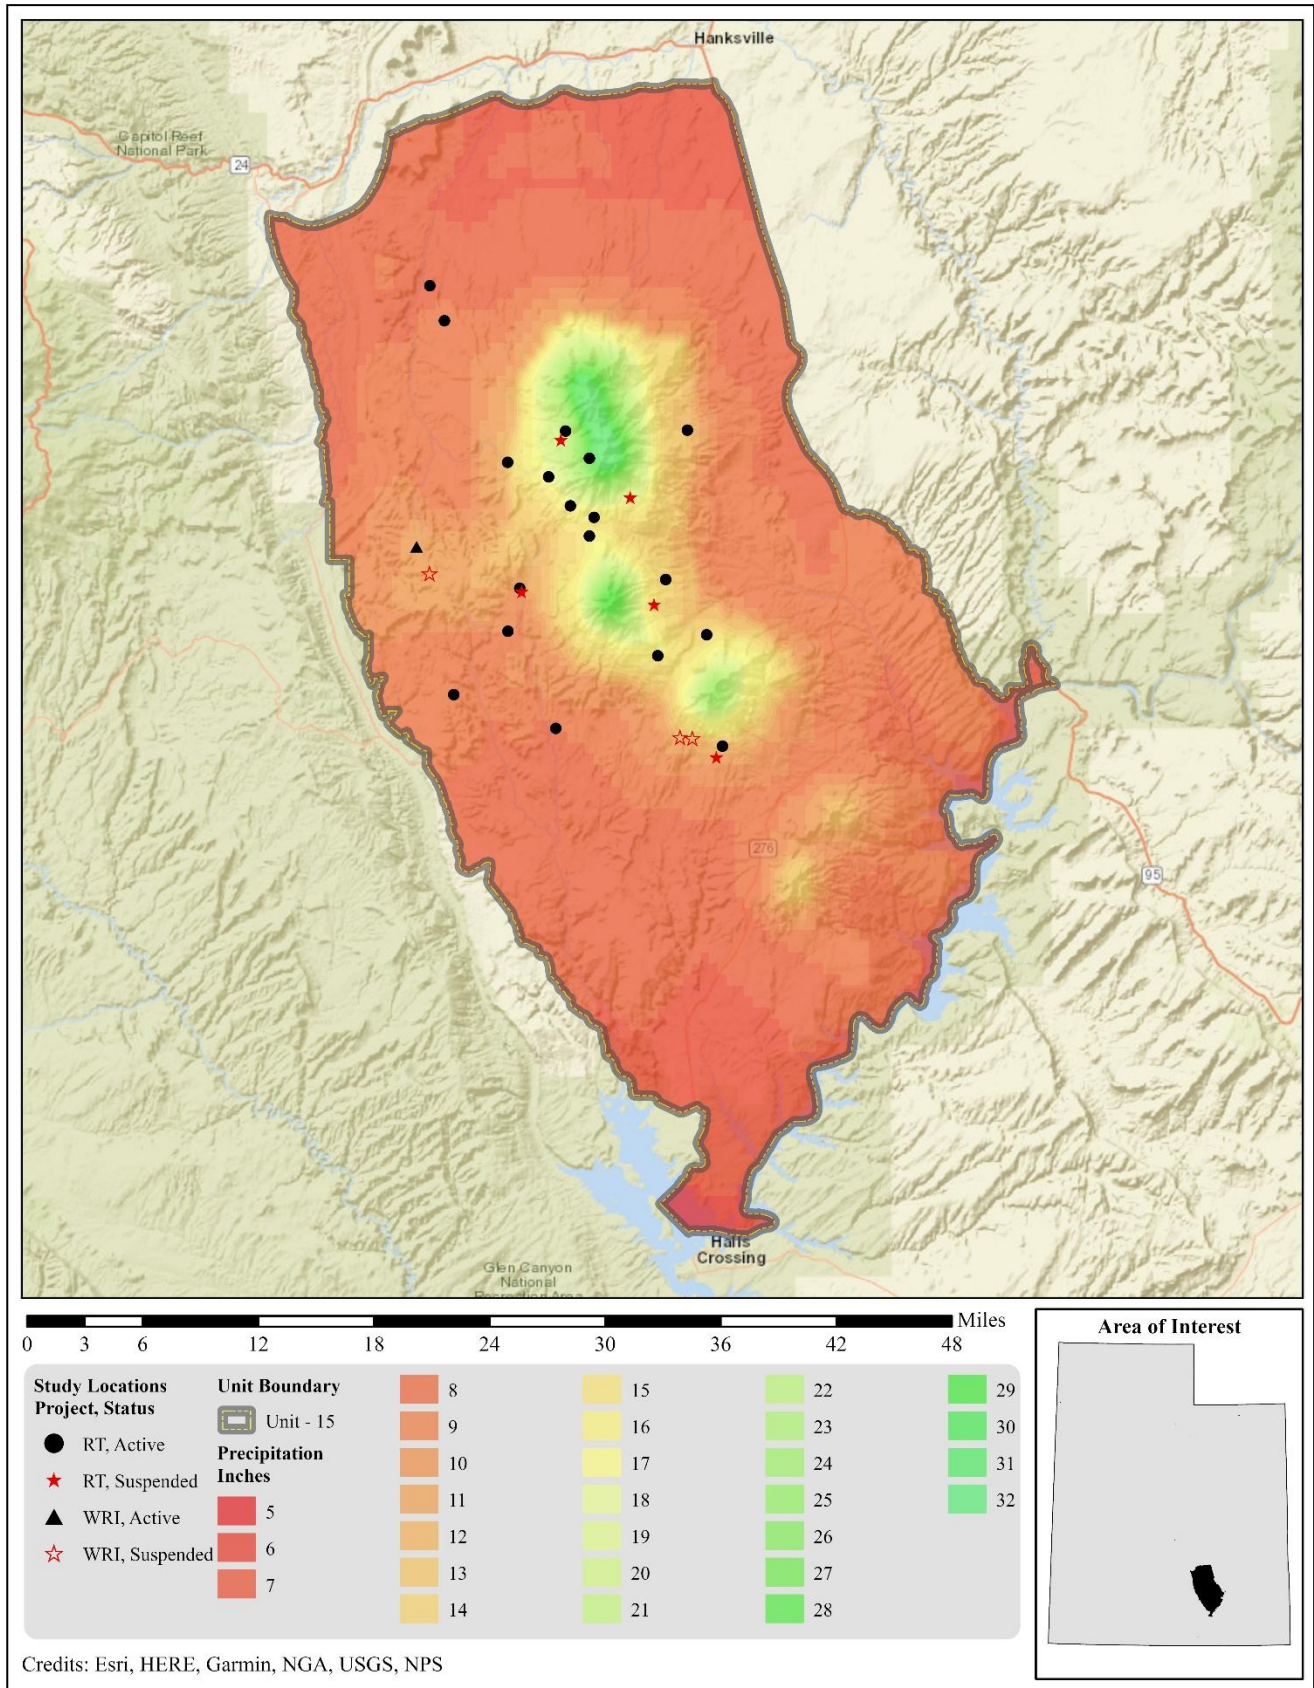 Hanksville
Capitol Reef
National Park
24
276
95
Halls
Crossing
Glen Canyon
National
Recreation Area
Miles
0 3 6 12 18 24 30 36 42 48
Study Locations
Project, Status
RT, Active
RT, Suspended
WRI, Active
WRI, Suspended
Unit Boundary
Unit - 15
Precipitation
Inches
5
6
7
8
9
10
11
12
13
14
15
16
17
18
19
20
21
22
23
24
25
26
27
28
29
30
31
32
Area of Interest
Credits: Esri, HERE, Garmin, NGA, USGS, NPS